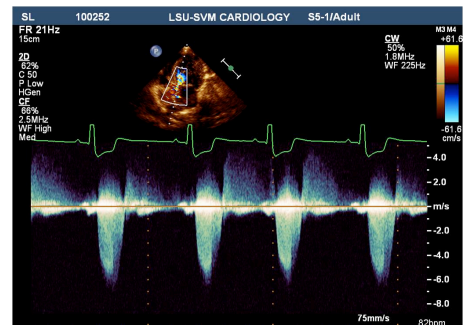 SL 100252 LSU-SVM CARDIOLOGY S5-1/Adult
FR 21Hz
15cm
2D
62%
C 50
P Low
HGen
CF
66%
2.5MHz
WF High
Med
P
CW
50%
1.8MHz
WF 225Hz
M3 M4
+61.6
-61.6
cm/s
4.0
2.0
m/s
-2.0
-4.0
-6.0
-8.0
75mm/s
82bpm